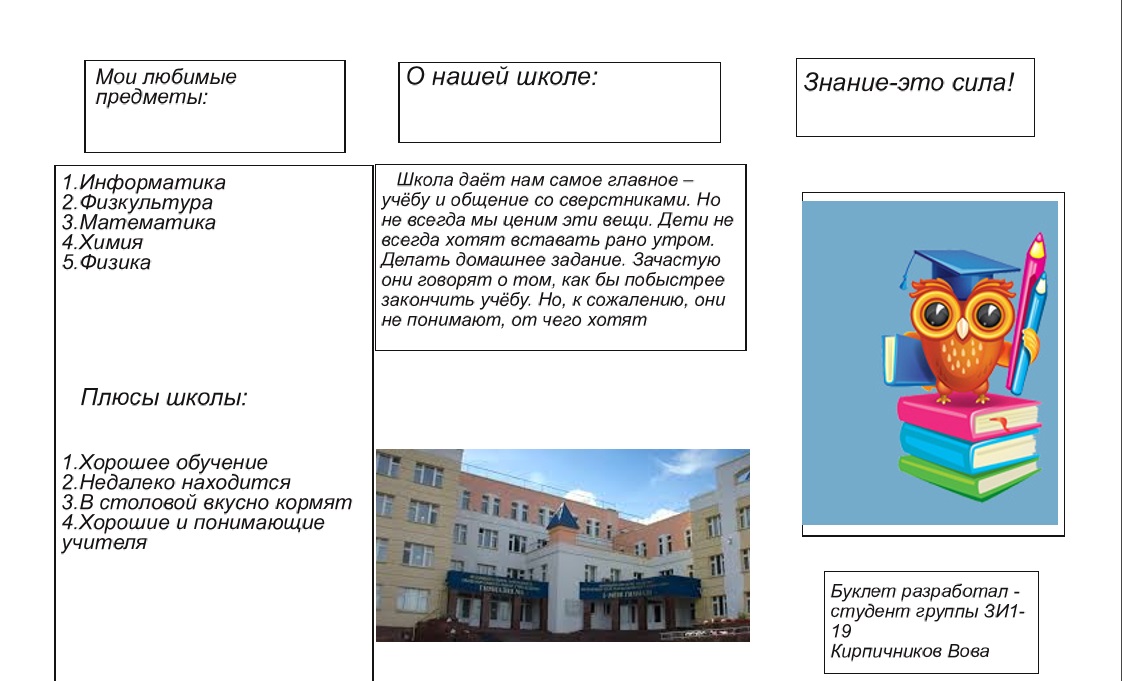 Мои любимые
предметы:
1.Информатика
2.Физкультура
3.Математика
4.Химия
5.Физика
Плюсы школы:
1.Хорошее обучение
2.Недалеко находится
3.В столовой вкусно кормят
4.Хорошие и понимающие
учителя
О нашей школе:
Школа даёт нам самое главное –
учёбу и общение со сверстниками. Но
не всегда мы ценим эти вещи. Дети не
всегда хотят вставать рано утром.
Делать домашнее задание. Зачастую
они говорят о том, как бы побыстрее
закончить учёбу. Но, к сожалению, они
не понимают, от чего хотят
Знание-это сила!
Буклет разработал -
студент группы ЗИ1-
19
Кирпичников Вова